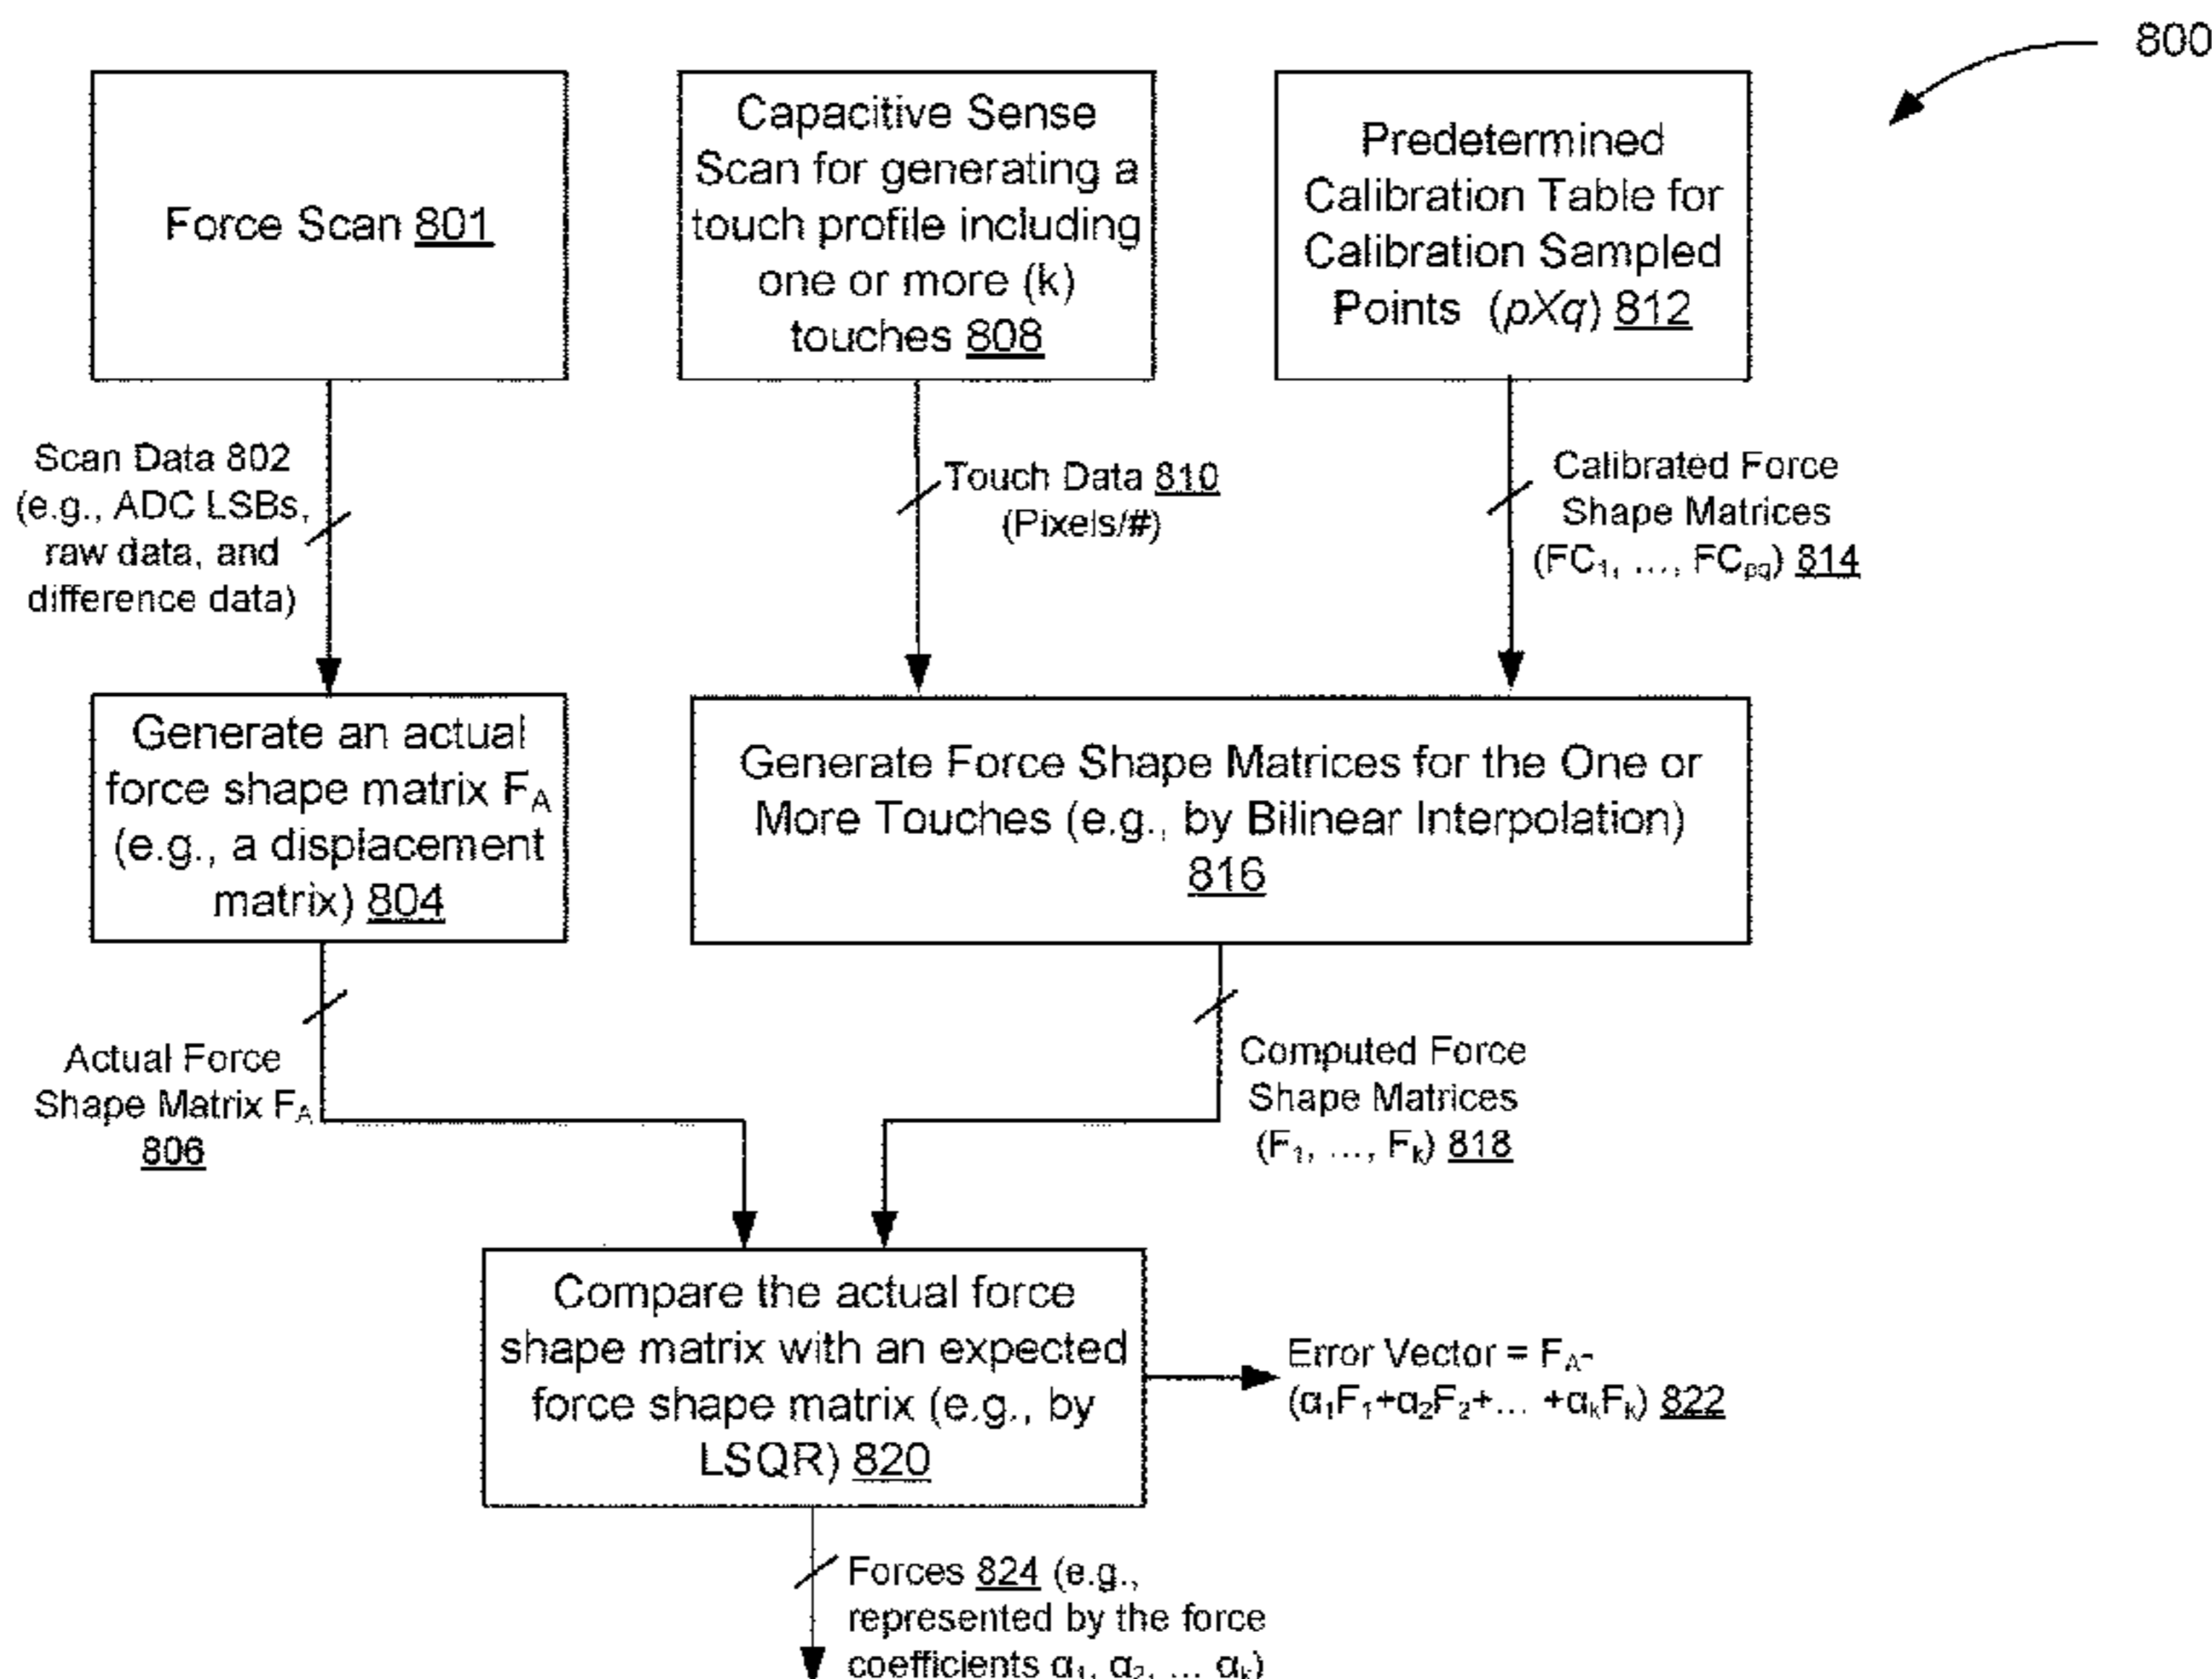 800
Force Scan 801
Capacitive Sense
Scan for generating a
touch profile including
one or more (k)
touches 808
Predetermined
Calibration Table for
Calibration Sampled
Points (pXq) 812
Scan Data 802
(e.g., ADC LSBs,
raw data, and
difference data)
Touch Data 810
(Pixels/#)
Calibrated Force
Shape Matrices
(FC₁, ..., FCpq) 814
Generate an actual
force shape matrix F_A
(e.g., a displacement
matrix) 804
Generate Force Shape Matrices for the One or
More Touches (e.g., by Bilinear Interpolation)
816
Actual Force
Shape Matrix F_A
806
Computed Force
Shape Matrices
(F₁, ..., Fₖ) 818
Compare the actual force
shape matrix with an expected
force shape matrix (e.g., by
LSQR) 820
Error Vector = F_A-
(α₁F₁+α₂F₂+... +αₖFₖ) 822
Forces 824 (e.g.,
represented by the force
coefficients α₁, α₂, ... αₖ)